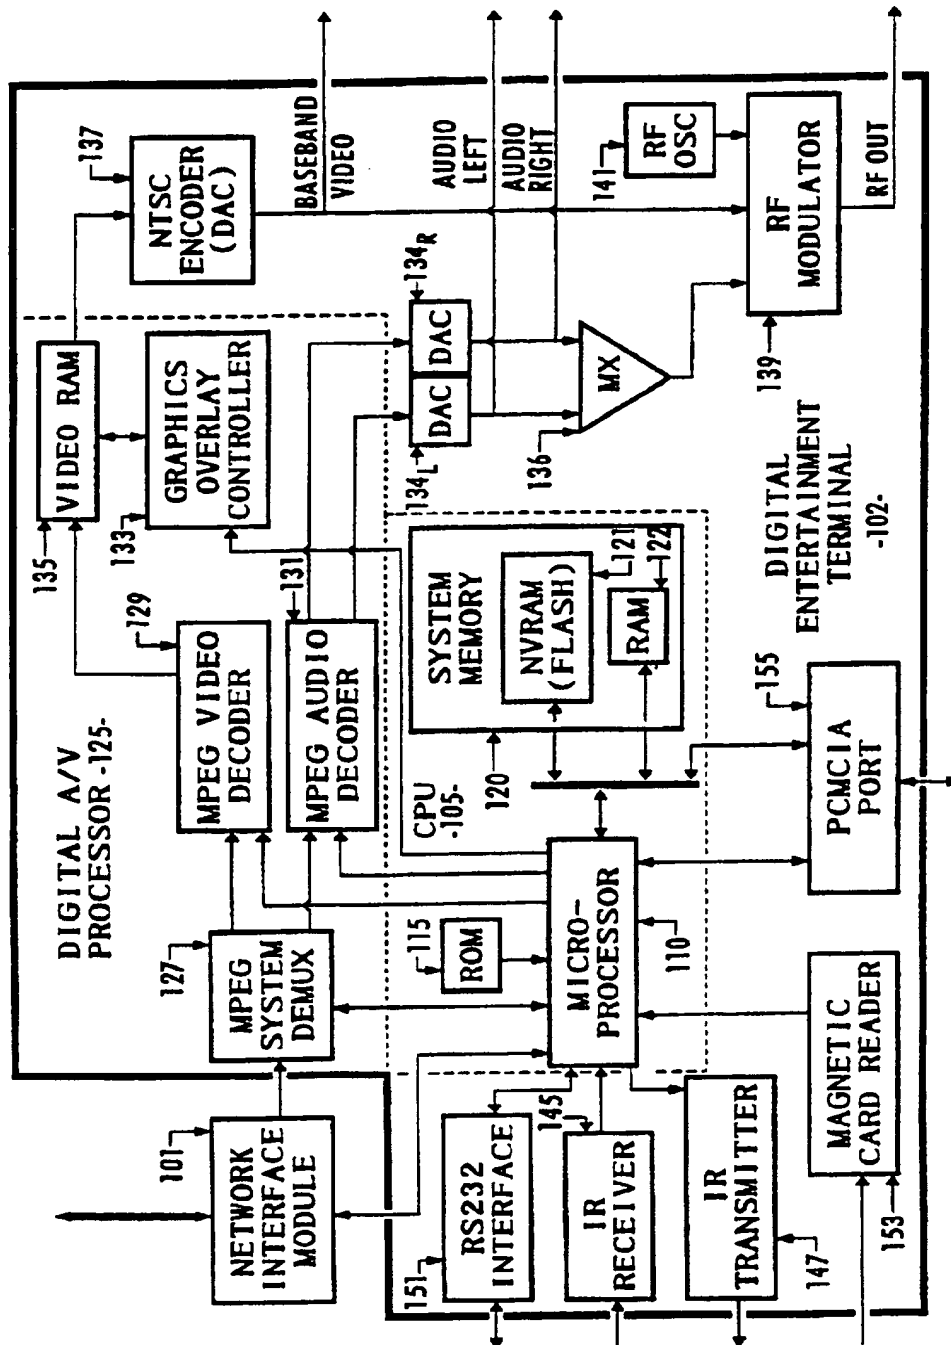 101
NETWORK
INTERFACE
MODULE
DIGITAL A/V
PROCESSOR -125-
127
MPEG
SYSTEM
DEMUX
129
MPEG VIDEO
DECODER
131
MPEG AUDIO
DECODER
135
VIDEO RAM
133
GRAPHICS
OVERLAY
CONTROLLER
137
NTSC
ENCODER
(DAC)
BASEBAND
VIDEO
134L
DAC
134R
DAC
AUDIO
LEFT
AUDIO
RIGHT
136
MX
141
RF
OSC
139
RF
MODULATOR
RF OUT
CPU
-105-
115
ROM
110
MICRO-
PROCESSOR
120
SYSTEM
MEMORY
121
NVRAM
(FLASH)
122
RAM
151
RS232
INTERFACE
145
IR
RECEIVER
147
IR
TRANSMITTER
153
MAGNETIC
CARD READER
155
PCMCIA
PORT
DIGITAL
ENTERTAINMENT
TERMINAL
-102-